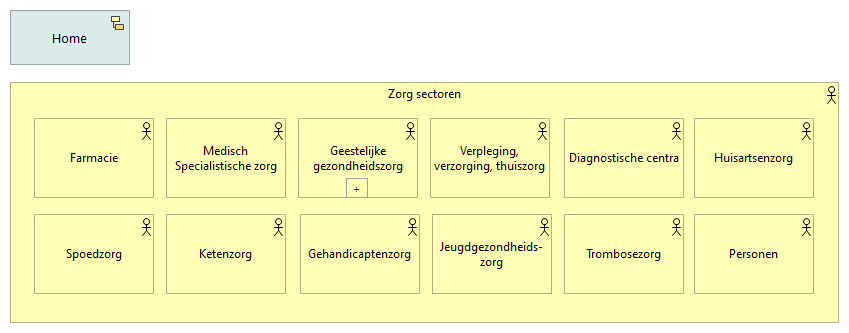 Home
Zorg sectoren
Farmacie
Medisch
Specialistische zorg
Geestelijke
gezondheidszorg
+
Verpleging,
verzorging, thuiszorg
Diagnostische centra
Huisartsenzorg
Spoedzorg
Ketenzorg
Gehandicaptenzorg
Jeugdgezondheids-
zorg
Trombosezorg
Personen